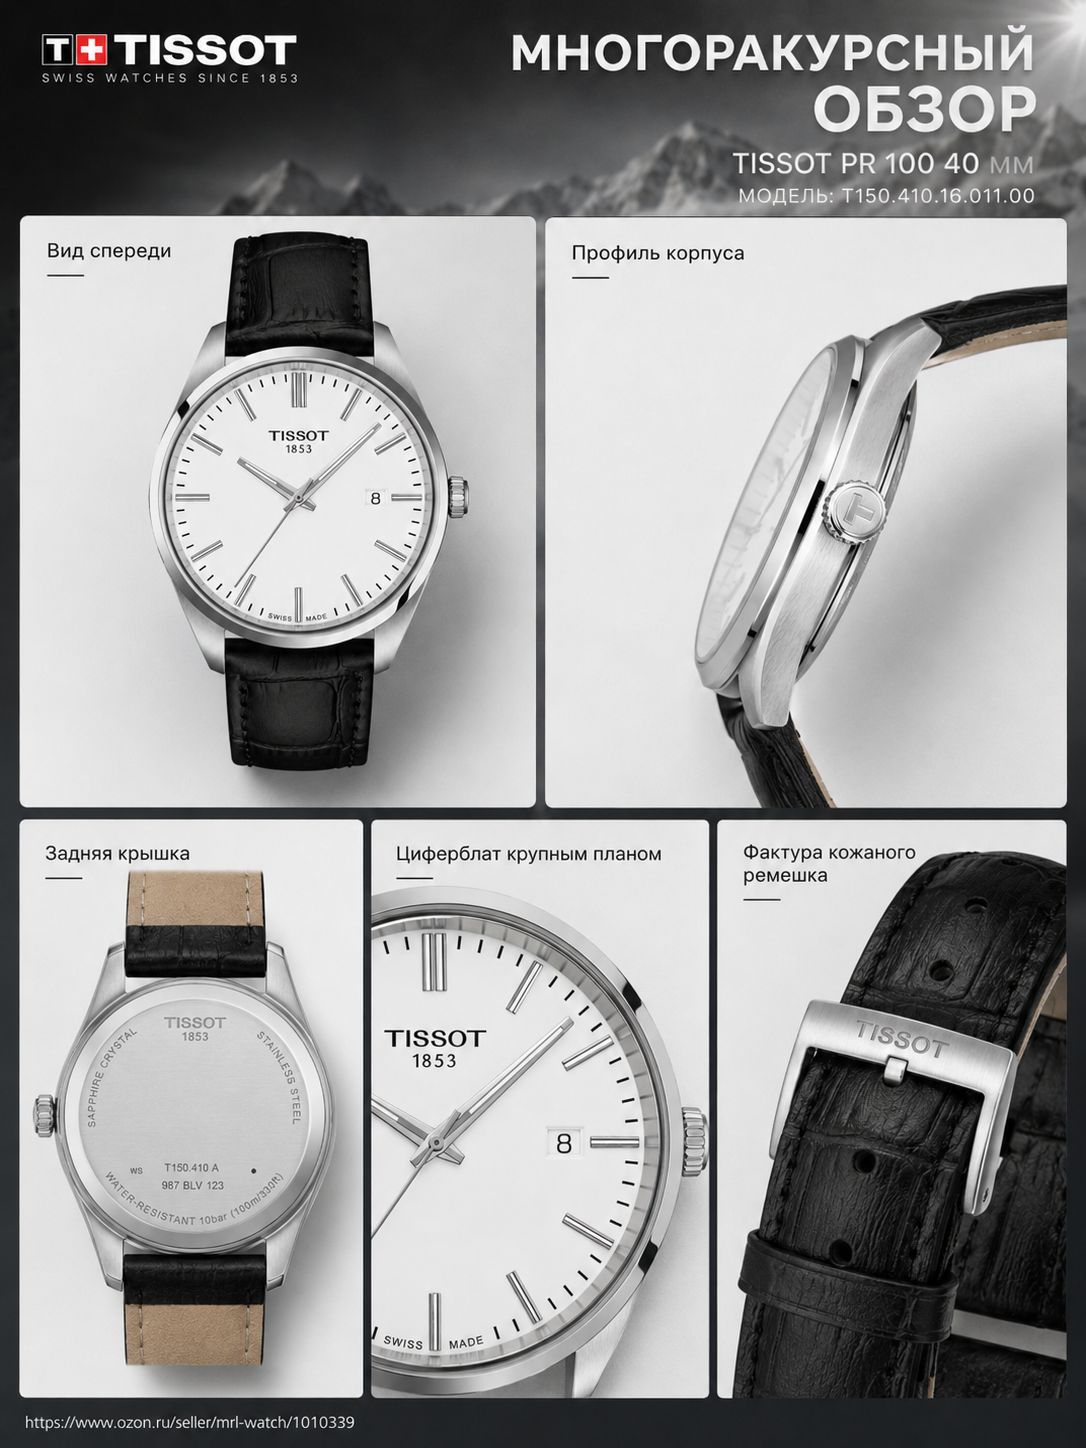 T+ TISSOT
SWISS WATCHES SINCE 1853
МНОГОРАКУРСНЫЙ
ОБЗОР
TISSOT PR 100 40 мм
МОДЕЛЬ: T150.410.16.011.00
Вид спереди
TISSOT
1853
8
SWISS MADE
Профиль корпуса
T
Задняя крышка
TISSOT
1853
SAPPHIRE CRYSTAL
STAINLESS STEEL
WS T150.410 A
987 BLV 123
WATER-RESISTANT 10bar (100m/330ft)
Циферблат крупным планом
TISSOT
1853
8
SWISS MADE
Фактура кожаного
ремешка
TISSOT
https://www.ozon.ru/seller/mrl-watch/1010339